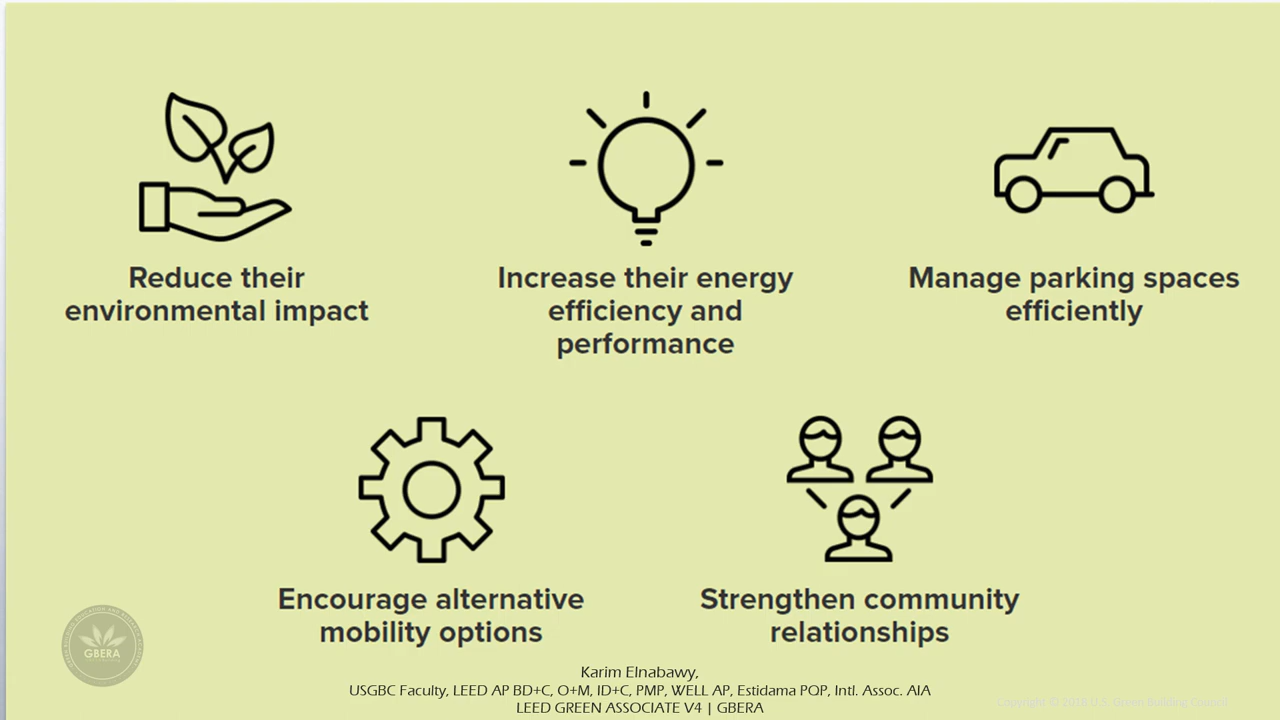 Reduce their
environmental impact
Increase their energy
efficiency and
performance
Manage parking spaces
efficiently
Encourage alternative
mobility options
Strengthen community
relationships
GBERA
Karim Elnabawy,
USGBC Faculty, LEED AP BD+C, O+M, ID+C, PMP, WELL AP, Estidama PQP, Intl. Assoc. AIA
LEED GREEN ASSOCIATE V4 | GBERA